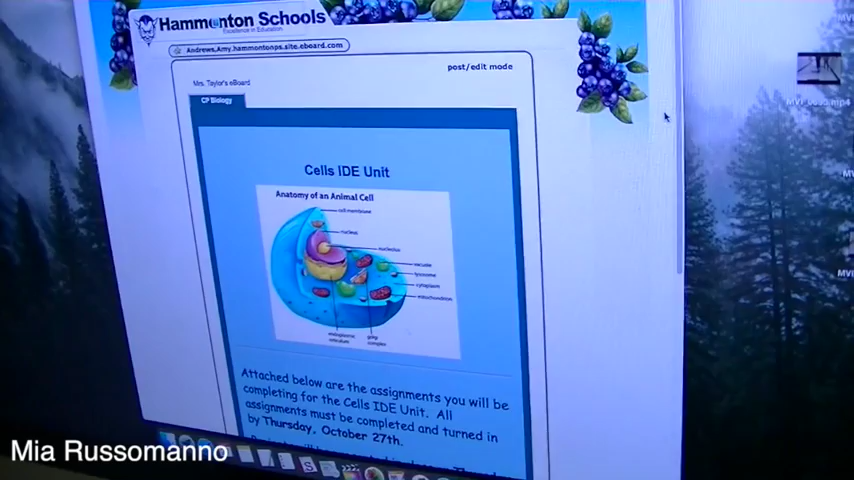 Hammonton Schools
Excellence in Education
Andrews.Amy.hammontonps.site.eboard.com
post/edit mode
Mrs. Taylor's eBoard
CP Biology
Cells IDE Unit
Anatomy of an Animal Cell
cell membrane
nucleus
nucleolus
vacuole
lysosome
cytoplasm
mitochondrion
endoplasmic
reticulum
golgi
complex
Attached below are the assignments you will be
completing for the Cells IDE Unit. All
assignments must be completed and turned in
by Thursday, October 27th.
Mia Russomanno